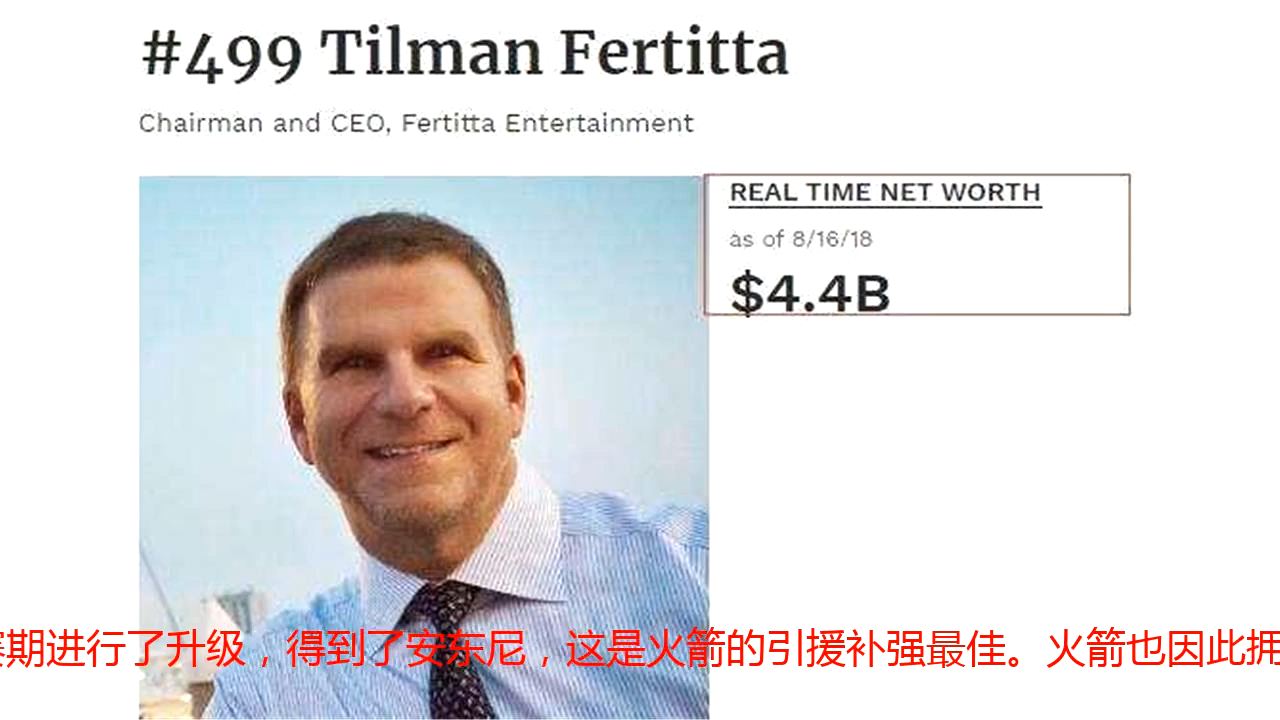 #499 Tilman Fertitta
Chairman and CEO, Fertitta Entertainment
REAL TIME NET WORTH
as of 8/16/18
$4.4B
赛期进行了升级，得到了安东尼，这是火箭的引援补强最佳。火箭也因此拥